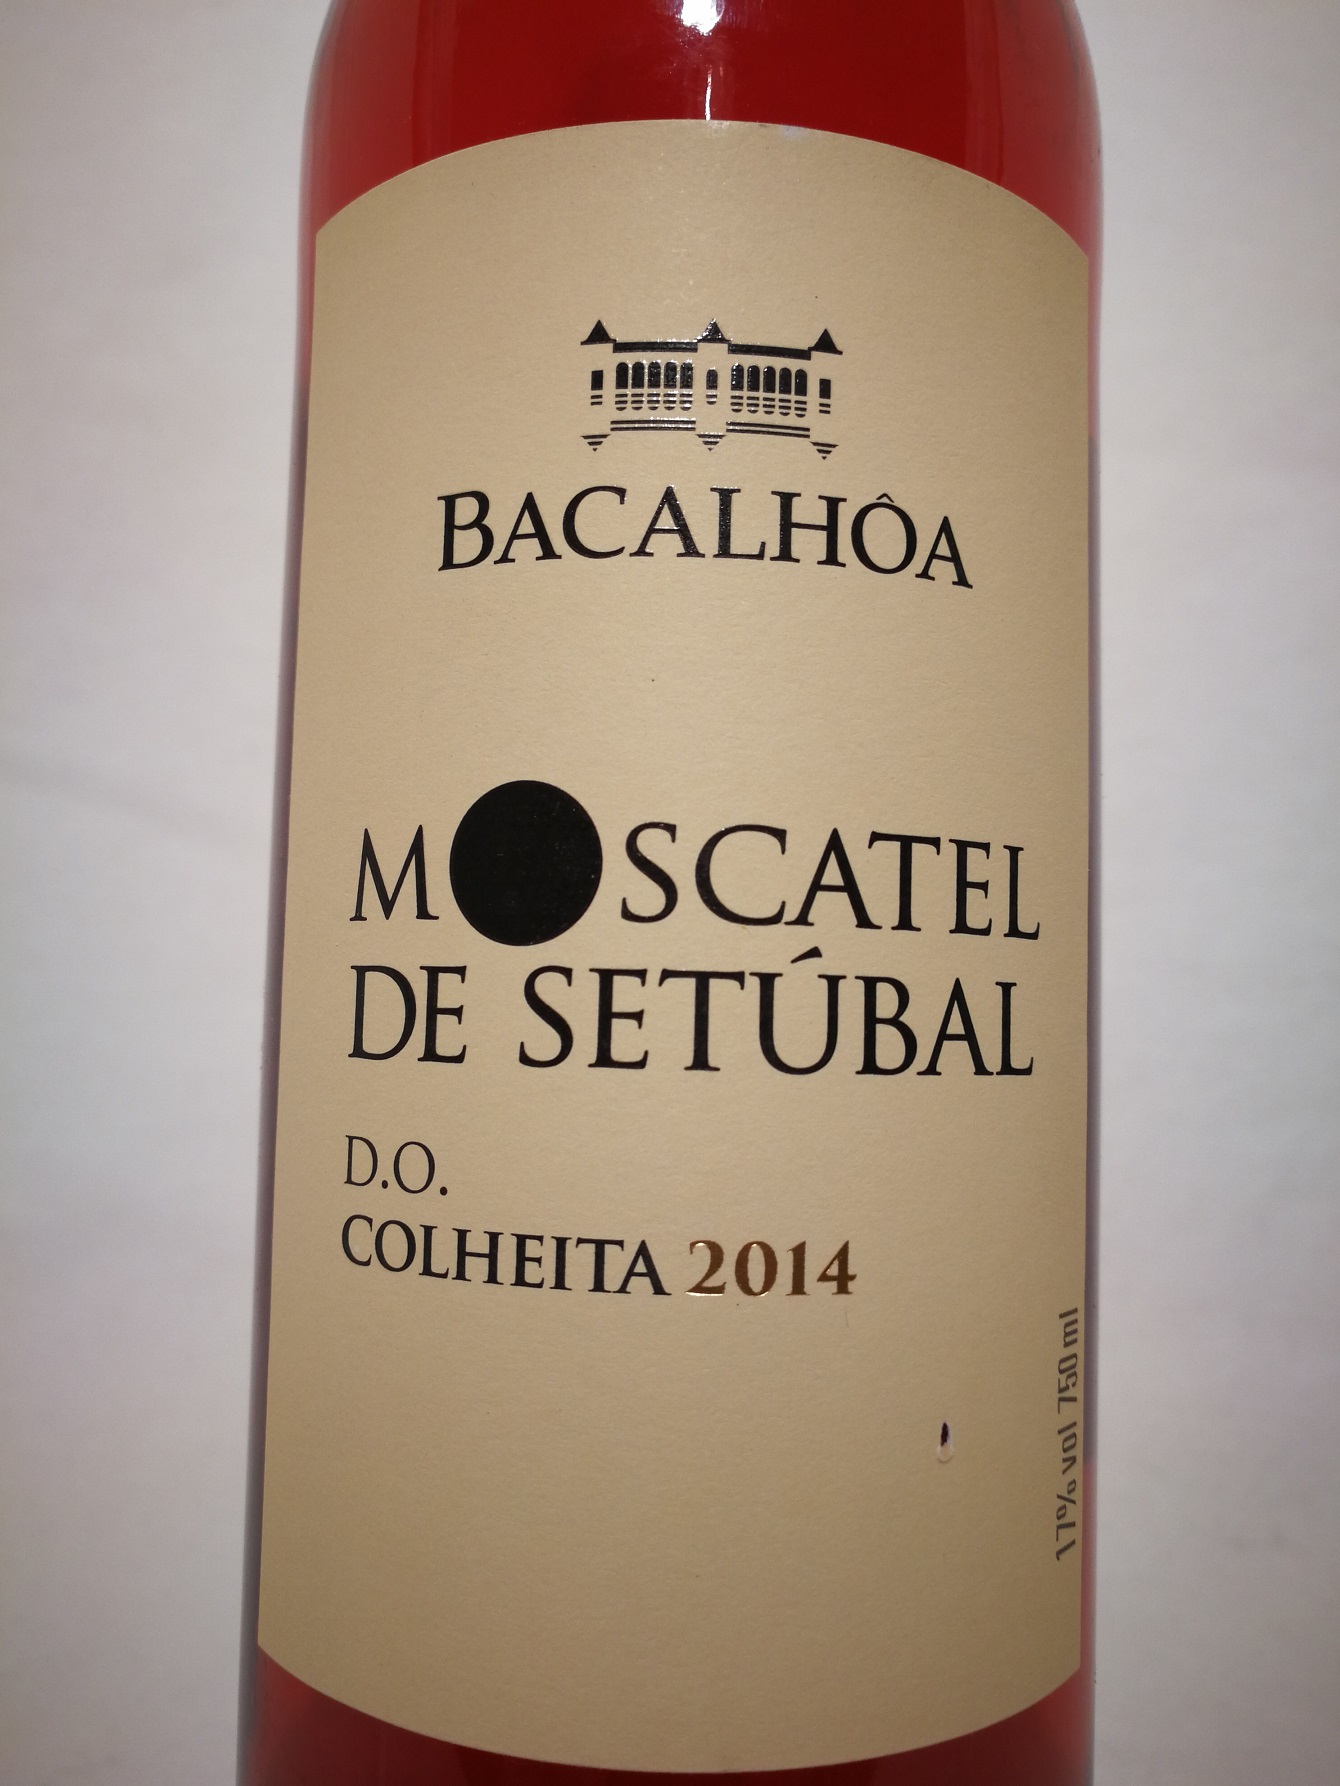 BACALHÔA
MOSCATEL
DE SETÚBAL
D.O.
COLHEITA 2014
17% vol 750 ml